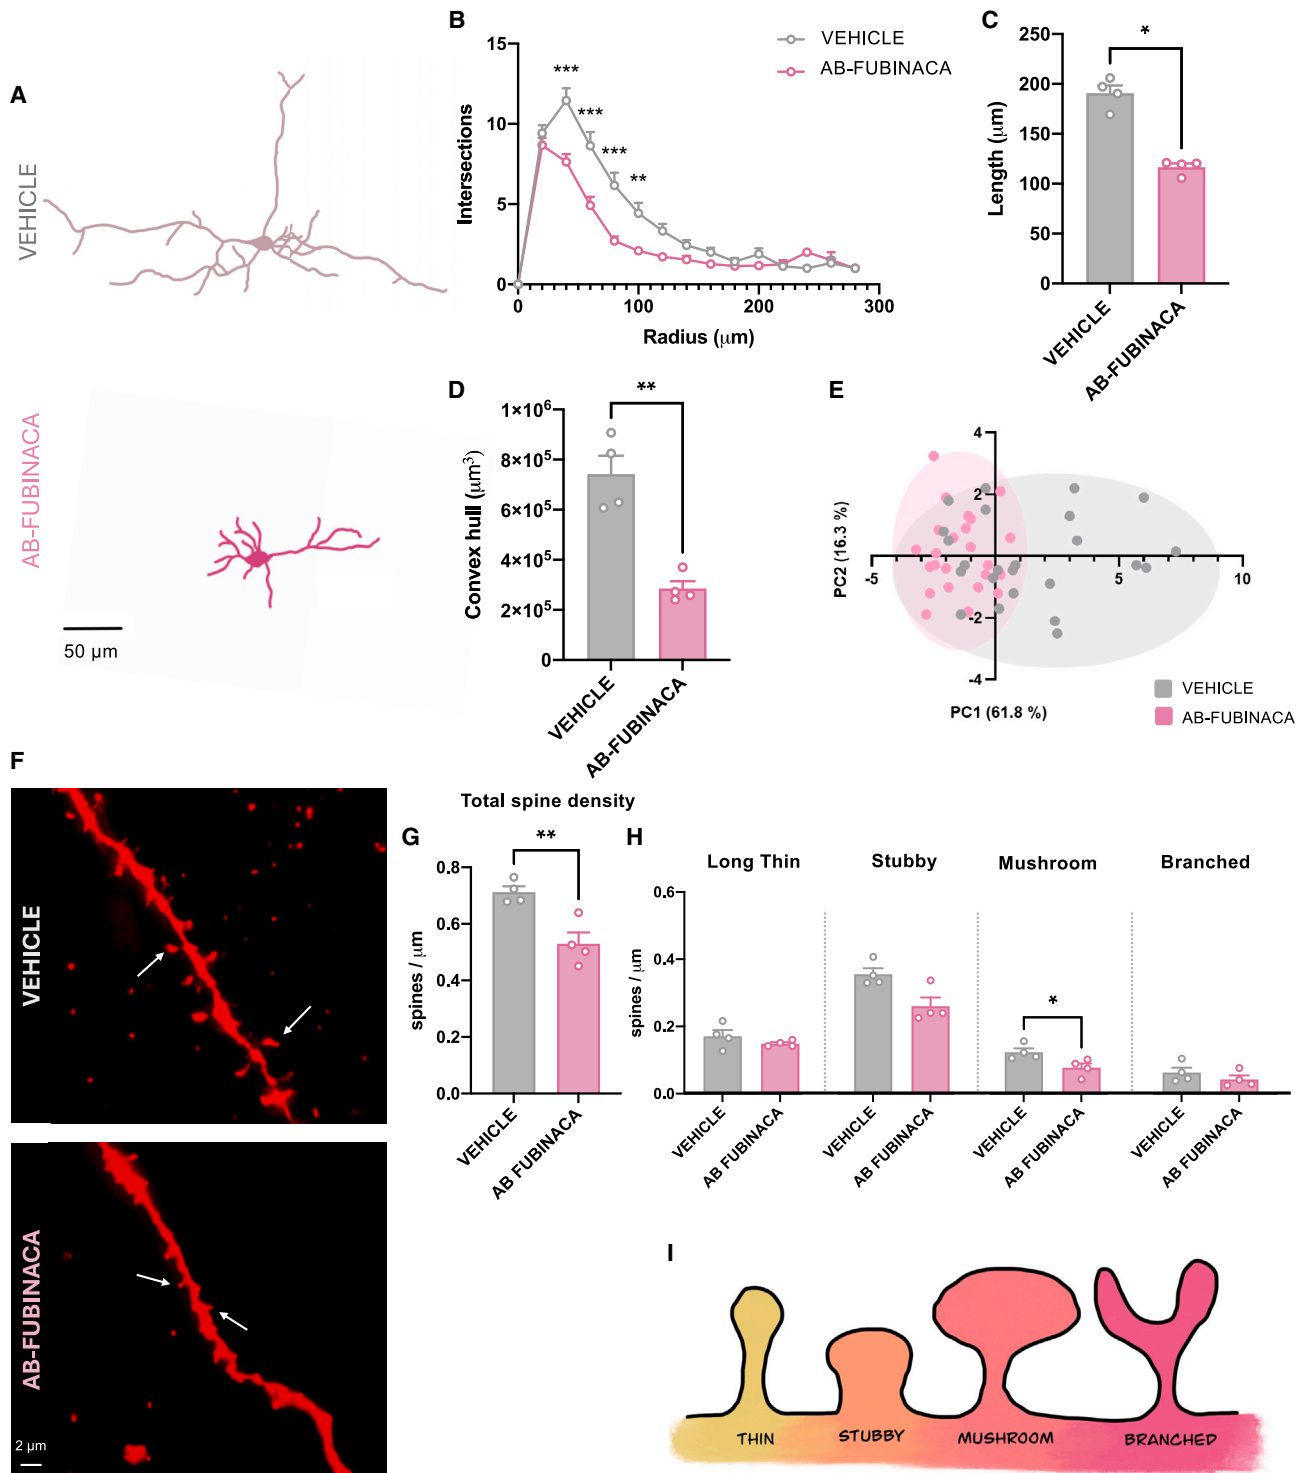 A
VEHICLE
AB-FUBINACA
50 μm
B
VEHICLE
AB-FUBINACA
***
***
***
**
15
10
5
0
Intersections
0
100
200
300
Radius (μm)
C
*
250
200
150
100
50
0
Length (μm)
VEHICLE
AB-FUBINACA
D
**
1×10⁶
8×10⁵
6×10⁵
4×10⁵
2×10⁵
0
Convex hull (μm³)
VEHICLE
AB-FUBINACA
E
4
2
-2
-4
-5
5
10
PC2 (16.3 %)
PC1 (61.8 %)
VEHICLE
AB-FUBINACA
F
VEHICLE
AB-FUBINACA
2 μm
Total spine density
G
**
0.8
0.6
0.4
0.2
0.0
spines / μm
VEHICLE
AB FUBINACA
H
Long Thin
Stubby
Mushroom
Branched
0.6
0.4
0.2
0.0
spines / μm
*
VEHICLE
AB FUBINACA
VEHICLE
AB FUBINACA
VEHICLE
AB FUBINACA
VEHICLE
AB FUBINACA
I
THIN
STUBBY
MUSHROOM
BRANCHED